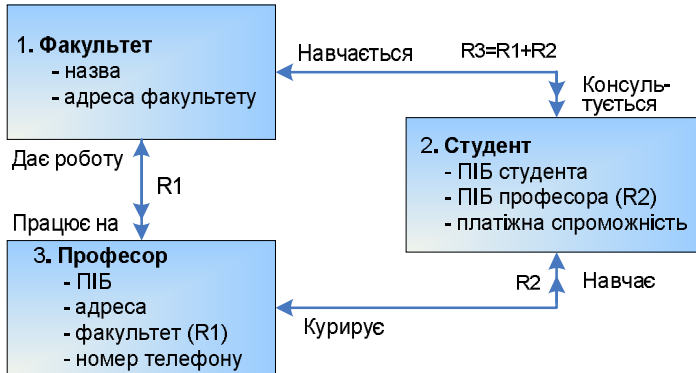 1. Факультет
- назва
- адреса факультету
Навчається
R3=R1+R2
Консуль-
тується
Дає роботу
R1
Працює на
2. Студент
- ПІБ студента
- ПІБ професора (R2)
- платіжна спроможність
3. Професор
- ПІБ
- адреса
- факультет (R1)
- номер телефону
R2
Навчає
Курирує